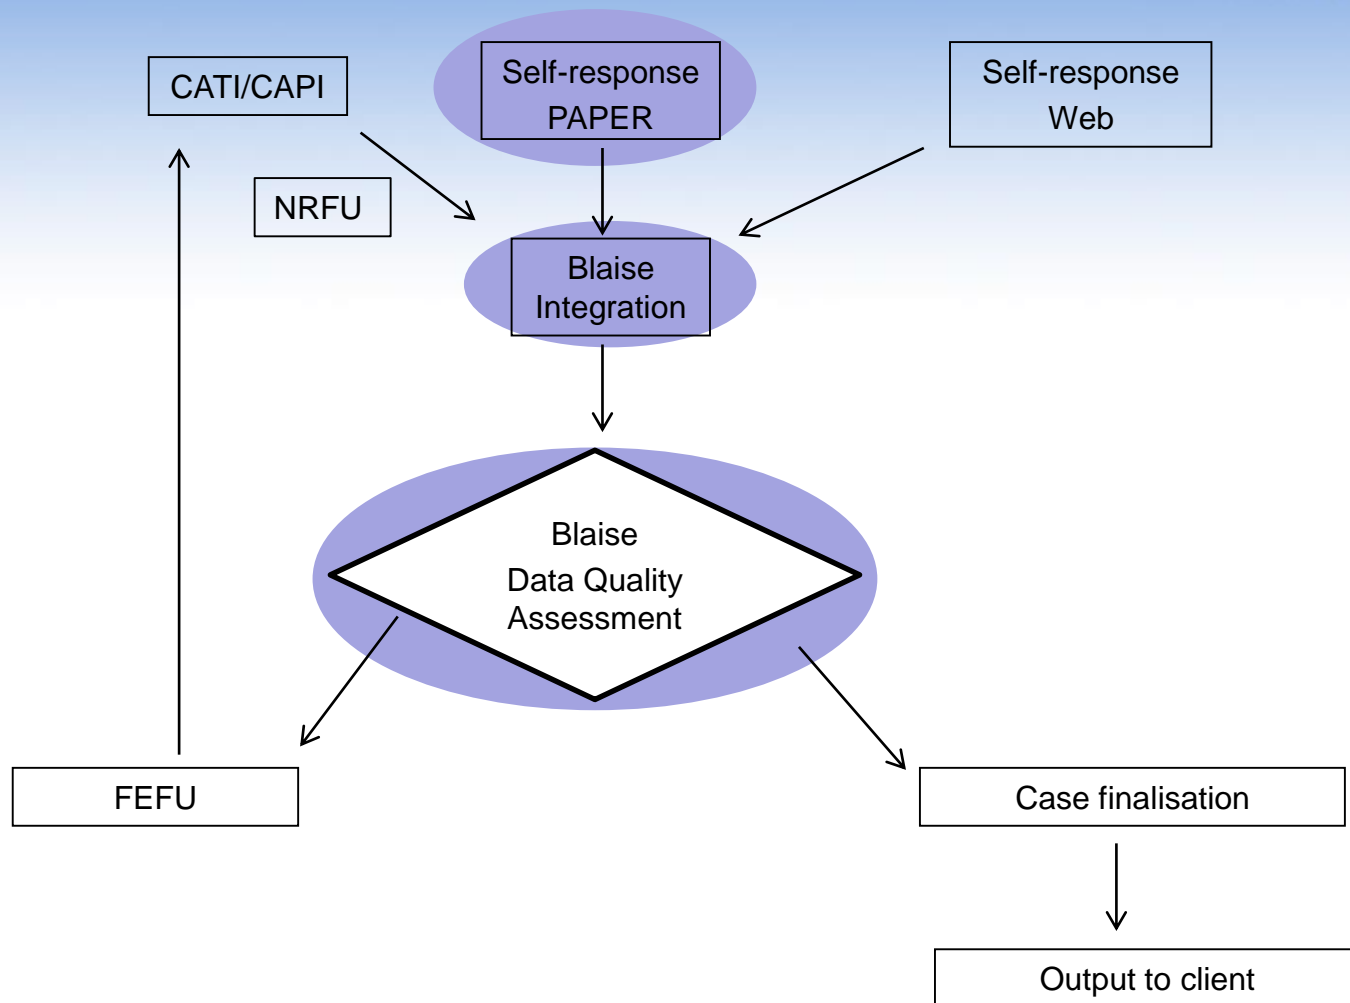 CATI/CAPI
Self-response
PAPER
Self-response
Web
NRFU
Blaise
Integration
Blaise
Data Quality
Assessment
FEFU
Case finalisation
Output to client